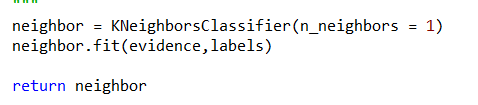 """
neighbor = KNeighborsClassifier(n_neighbors = 1)
neighbor.fit(evidence,labels)
return neighbor